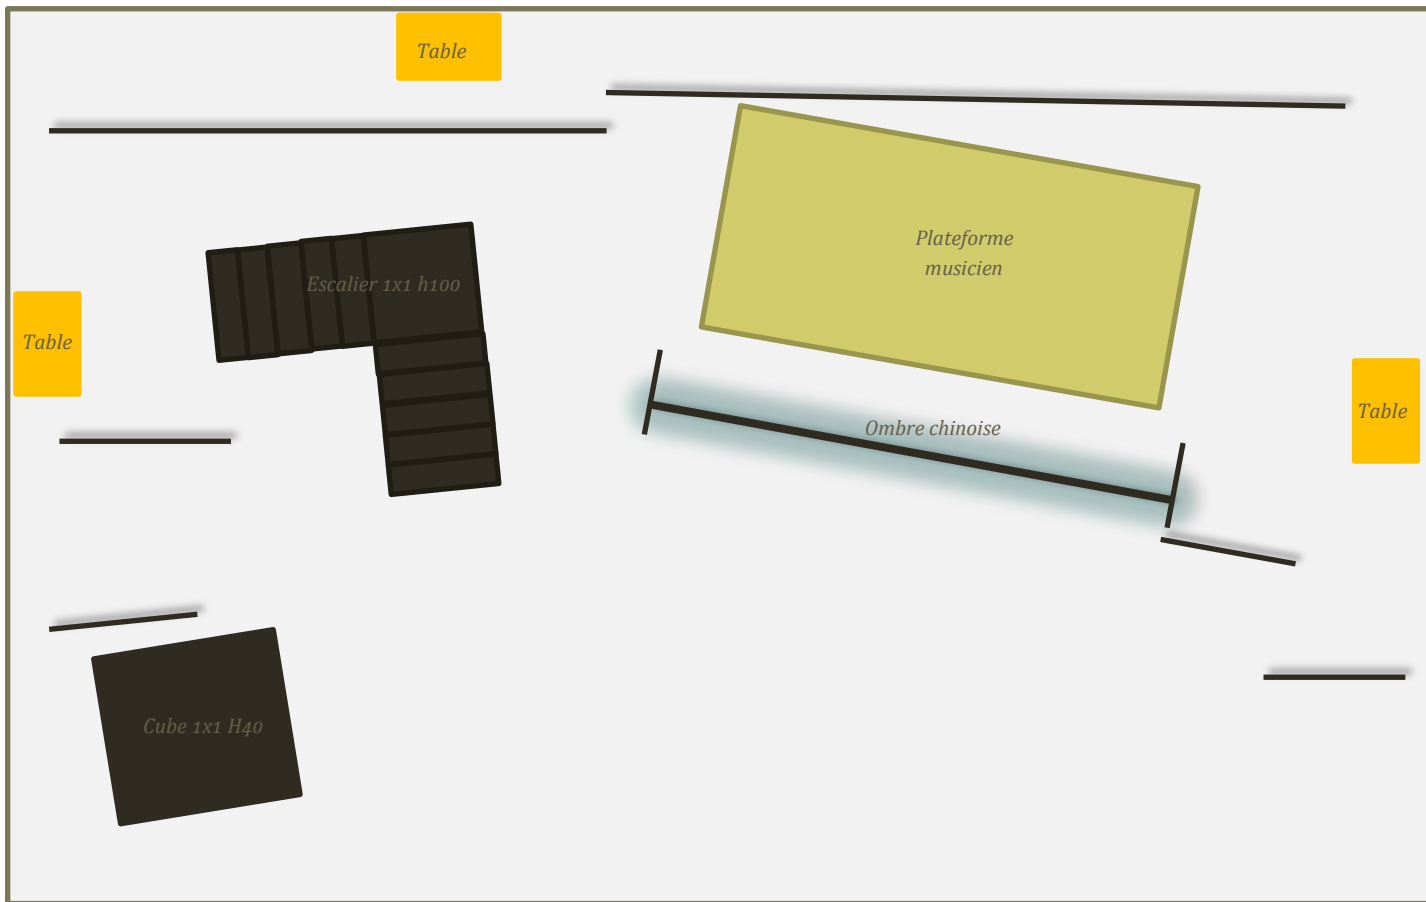 Table
Plateforme
musicien
Escalier 1x1 h100
Table
Table
Ombre chinoise
Cube 1x1 H40